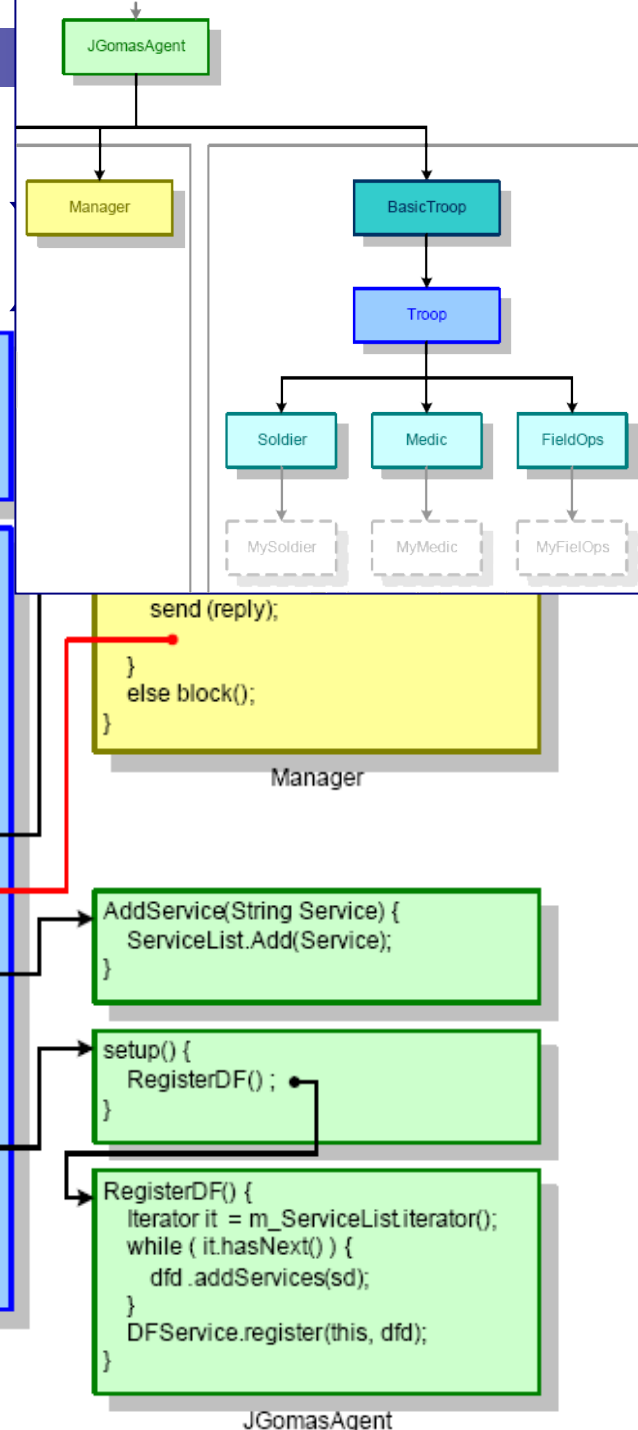 JGomasAgent
Manager
BasicTroop
Troop
Soldier
Medic
FieldOps
MySoldier
MyMedic
MyFielOps
send (reply);
}
else block();
}
Manager
AddService(String Service) {
ServiceList.Add(Service);
}
setup() {
RegisterDF() ;
}
RegisterDF() {
Iterator it = m_ServiceList.iterator();
while ( it.hasNext() ) {
dfd .addServices(sd);
}
DFService.register(this, dfd);
}
JGomasAgent